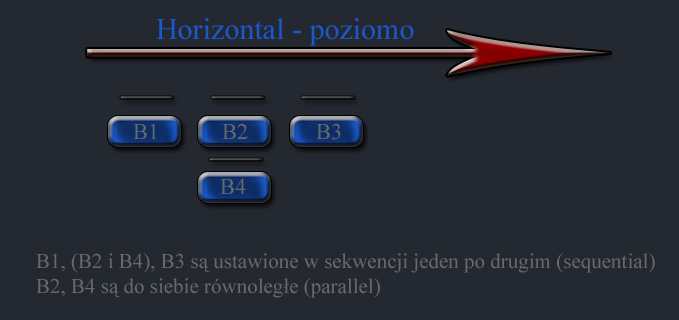 Horizontal - poziomo
B1 B2 B3
B4
B1, (B2 i B4), B3 są ustawione w sekwencji jeden po drugim (sequential)
B2, B4 są do siebie równoległe (parallel)